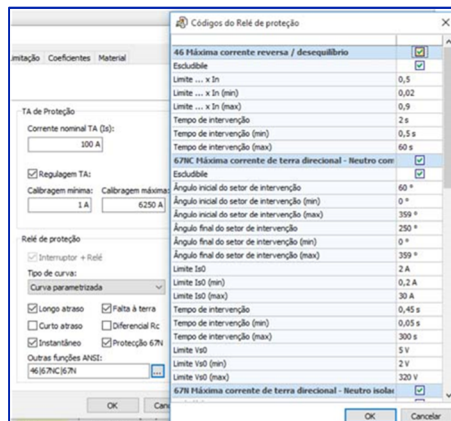 Códigos do Relé de proteção
Coeficientes Material
TA de Proteção
Corrente nominal TA (Is):
100 A
Regulagem TA:
Calibragem mínima: Calibragem máxima:
1 A 6250 A
Relé de proteção
Interruptor + Relé
Tipo de curva:
Curva parametrizada
Longo atraso Falta à terra
Curto atraso Diferencial Rc
Instantâneo Protecção 67N
Outras funções ANSI:
46|67NC|67N ...
OK
46 Máxima corrente reversa / desequilíbrio
Escludibile
Limite ... x In 0,5
Limite ... x In (min) 0,02
Limite ... x In (max) 0,9
Tempo de intervenção 2 s
Tempo de intervenção (min) 0,5 s
Tempo de intervenção (max) 60 s
67NC Máxima corrente de terra direcional - Neutro com
Escludibile
Ângulo inicial do setor de intervenção 60 °
Ângulo inicial do setor de intervenção (min) 0 °
Ângulo inicial do setor de intervenção (max) 359 °
Ângulo final do setor de intervenção 250 °
Ângulo final do setor de intervenção (min) 0 °
Ângulo final do setor de intervenção (max) 359 °
Limite Is0 2 A
Limite Is0 (min) 0,2 A
Limite Is0 (max) 30 A
Tempo de intervenção 0,45 s
Tempo de intervenção (min) 0,05 s
Tempo de intervenção (max) 300 s
Limite Vs0 5 V
Limite Vs0 (min) 2 V
Limite Vs0 (max) 320 V
67N Máxima corrente de terra direcional - Neutro isola
OK Cancelar